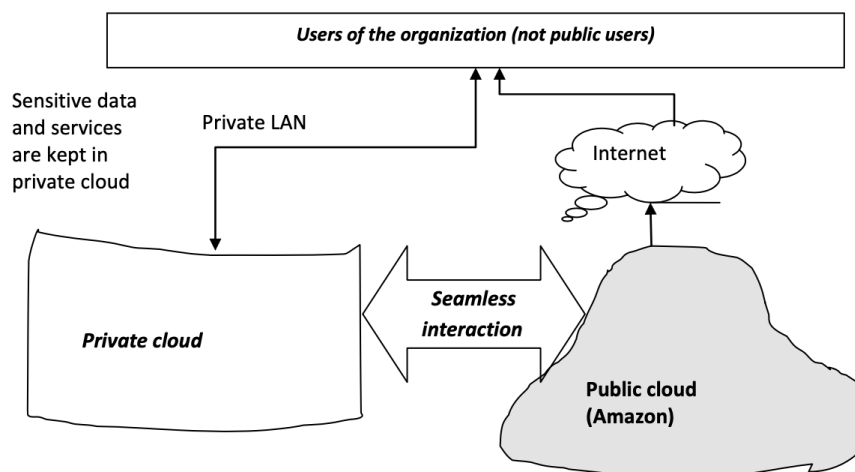 Users of the organization (not public users)
Sensitive data
and services
are kept in
private cloud
Private LAN
Internet
Seamless
interaction
Private cloud
Public cloud
(Amazon)